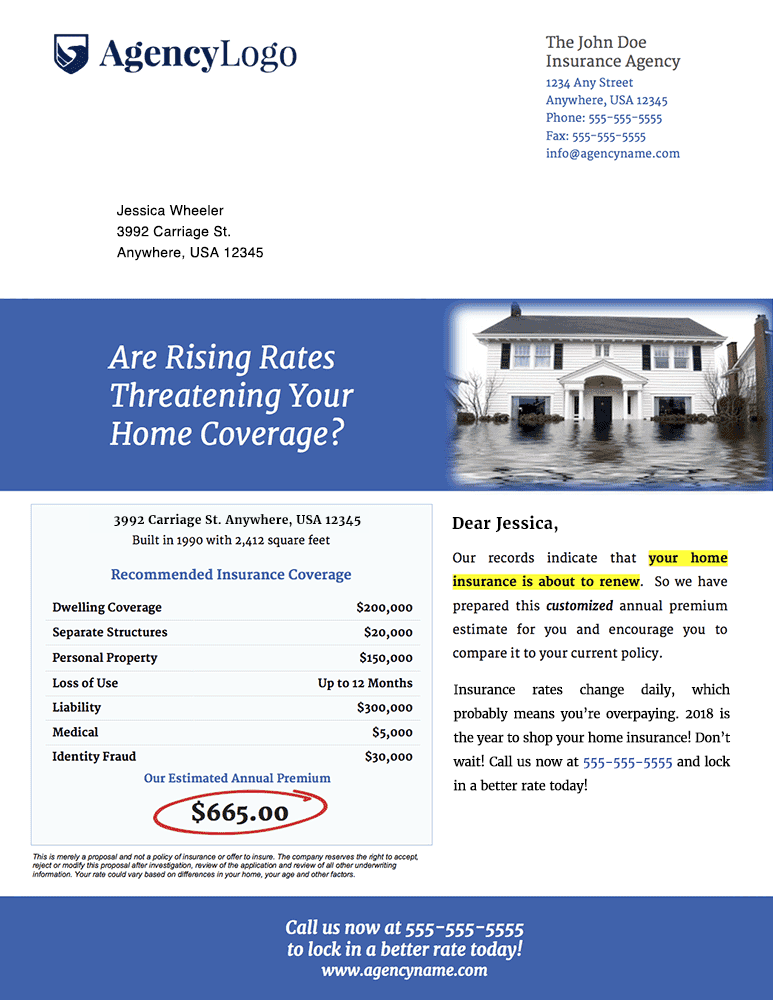 AgencyLogo
The John Doe
Insurance Agency
1234 Any Street
Anywhere, USA 12345
Phone: 555-555-5555
Fax: 555-555-5555
info@agencyname.com
Jessica Wheeler
3992 Carriage St.
Anywhere, USA 12345
Are Rising Rates
Threatening Your
Home Coverage?
3992 Carriage St. Anywhere, USA 12345
Built in 1990 with 2,412 square feet
Recommended Insurance Coverage
Dwelling Coverage $200,000
Separate Structures $20,000
Personal Property $150,000
Loss of Use Up to 12 Months
Liability $300,000
Medical $5,000
Identity Fraud $30,000
Our Estimated Annual Premium
$665.00
This is merely a proposal and not a policy of insurance or offer to insure. The company reserves the right to accept,
reject or modify this proposal after investigation, review of the application and review of all other underwriting
information. Your rate could vary based on differences in your home, your age and other factors.
Dear Jessica,
Our records indicate that your home
insurance is about to renew. So we have
prepared this customized annual premium
estimate for you and encourage you to
compare it to your current policy.
Insurance rates change daily, which
probably means you're overpaying. 2018 is
the year to shop your home insurance! Don't
wait! Call us now at 555-555-5555 and lock
in a better rate today!
Call us now at 555-555-5555
to lock in a better rate today!
www.agencyname.com